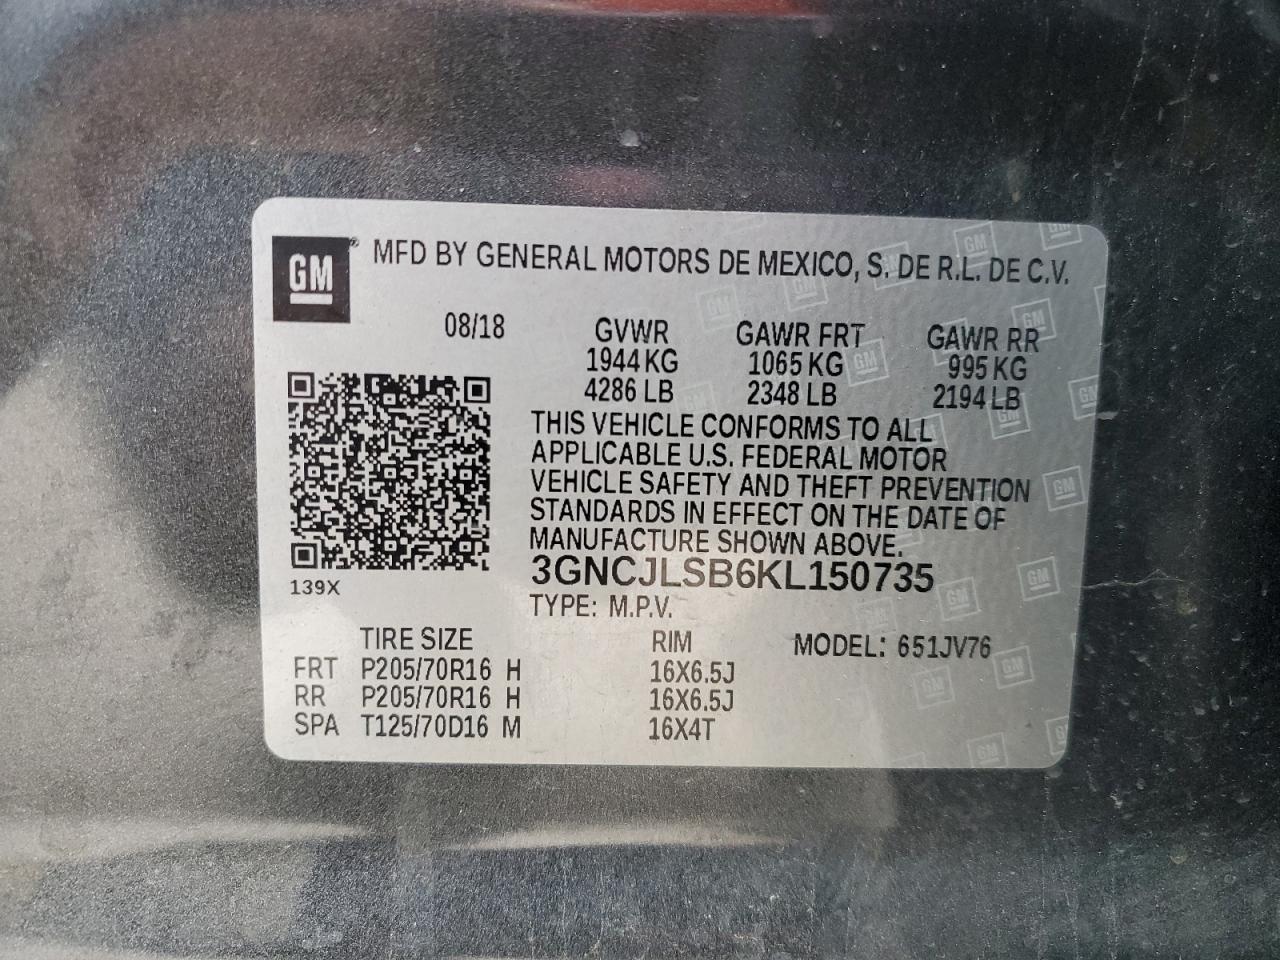 GM® MFD BY GENERAL MOTORS DE MEXICO, S. DE R.L. DE C.V.
08/18 GVWR GAWR FRT GAWR RR
1944 KG 1065 KG 995 KG
4286 LB 2348 LB 2194 LB
THIS VEHICLE CONFORMS TO ALL
APPLICABLE U.S. FEDERAL MOTOR
VEHICLE SAFETY AND THEFT PREVENTION
STANDARDS IN EFFECT ON THE DATE OF
MANUFACTURE SHOWN ABOVE.
3GNCJLSB6KL150735
139X
TYPE: M.P.V.
TIRE SIZE RIM MODEL: 651JV76
FRT P205/70R16 H 16X6.5J
RR P205/70R16 H 16X6.5J
SPA T125/70D16 M 16X4T